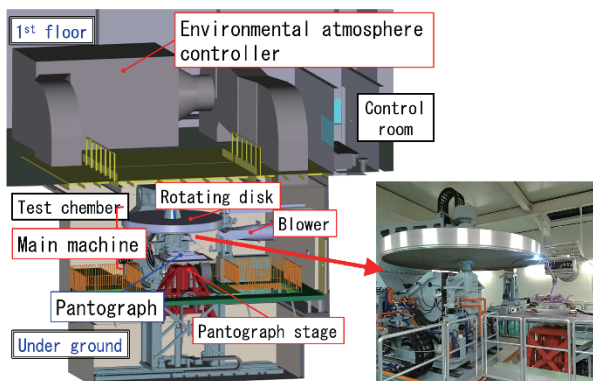 1st floor
Environmental atmosphere
controller
Control
room
Test chember
Rotating disk
Blower
Main machine
Pantograph
Pantograph stage
Under ground